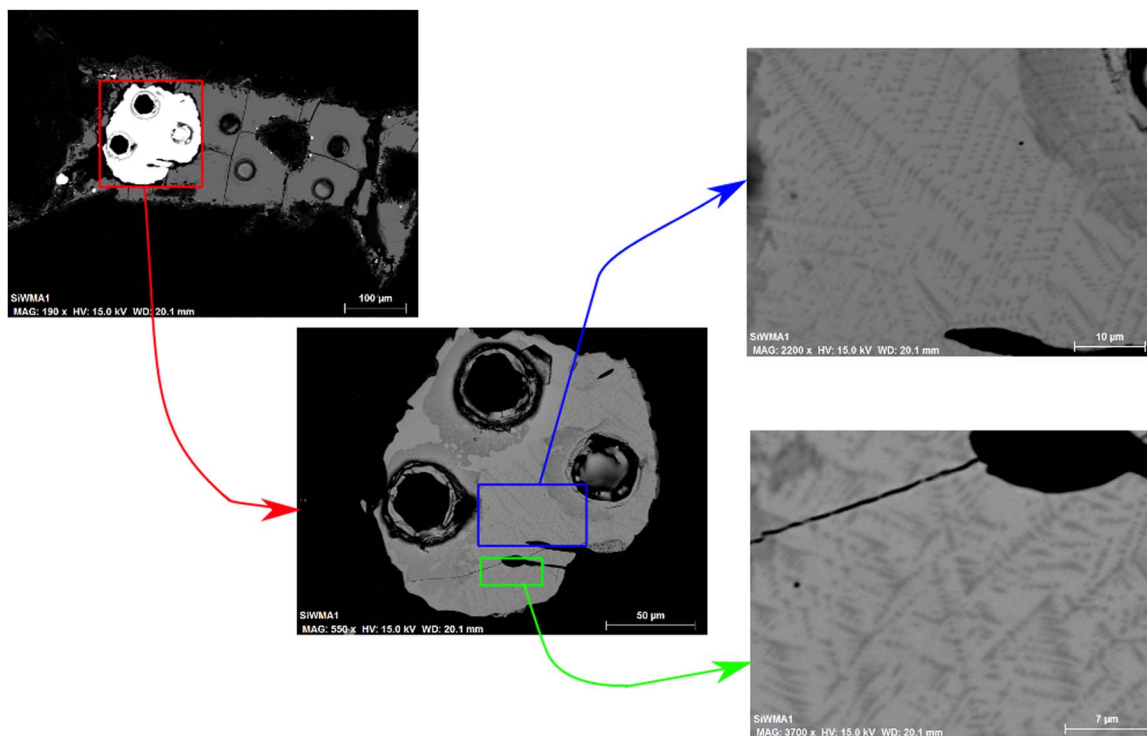 SiWMA1
MAG: 190 x HV: 15.0 kV WD: 20.1 mm
100 µm
SiWMA1
MAG: 550 x HV: 15.0 kV WD: 20.1 mm
50 µm
SiWMA1
MAG: 2200 x HV: 15.0 kV WD: 20.1 mm
10 µm
SiWMA1
MAG: 3700 x HV: 15.0 kV WD: 20.1 mm
7 µm